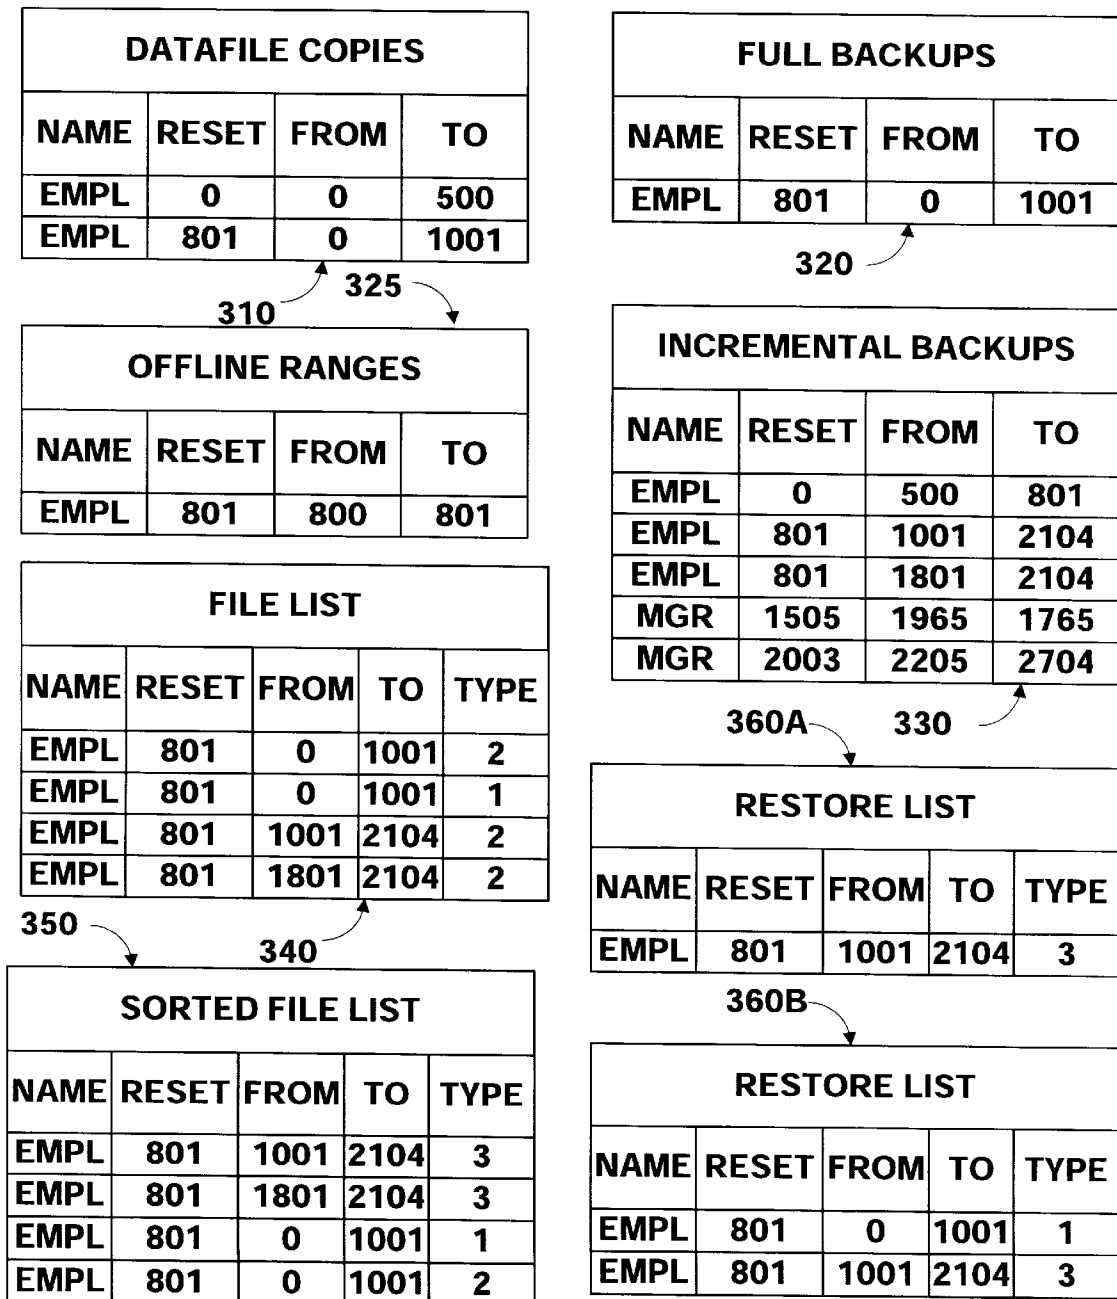 DATAFILE COPIES
NAME RESET FROM TO
EMPL 0 0 500
EMPL 801 0 1001
310
325
OFFLINE RANGES
NAME RESET FROM TO
EMPL 801 800 801
FILE LIST
NAME RESET FROM TO TYPE
EMPL 801 0 1001 2
EMPL 801 0 1001 1
EMPL 801 1001 2104 2
EMPL 801 1801 2104 2
350
340
SORTED FILE LIST
NAME RESET FROM TO TYPE
EMPL 801 1001 2104 3
EMPL 801 1801 2104 3
EMPL 801 0 1001 1
EMPL 801 0 1001 2
FULL BACKUPS
NAME RESET FROM TO
EMPL 801 0 1001
320
INCREMENTAL BACKUPS
NAME RESET FROM TO
EMPL 0 500 801
EMPL 801 1001 2104
EMPL 801 1801 2104
MGR 1505 1965 1765
MGR 2003 2205 2704
360A
330
RESTORE LIST
NAME RESET FROM TO TYPE
EMPL 801 1001 2104 3
360B
RESTORE LIST
NAME RESET FROM TO TYPE
EMPL 801 0 1001 1
EMPL 801 1001 2104 3